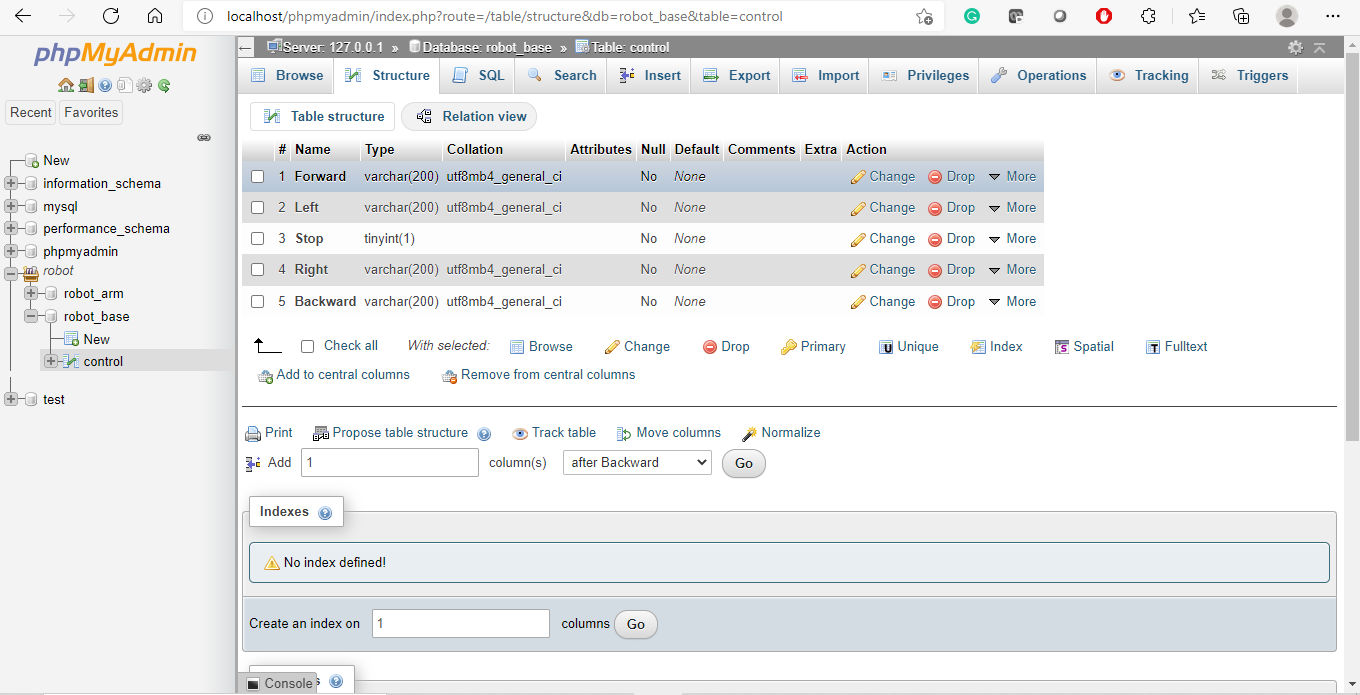 localhost/phpmyadmin/index.php?route=/table/structure&db=robot_base&table=control
phpMyAdmin
Recent Favorites
New
information_schema
mysql
performance_schema
phpmyadmin
robot
robot_arm
robot_base
New
control
test
Server: 127.0.0.1 » Database: robot_base » Table: control
Browse Structure SQL Search Insert Export Import Privileges Operations Tracking Triggers
Table structure Relation view
# Name Type Collation Attributes Null Default Comments Extra Action
1 Forward varchar(200) utf8mb4_general_ci No None Change Drop More
2 Left varchar(200) utf8mb4_general_ci No None Change Drop More
3 Stop tinyint(1) No None Change Drop More
4 Right varchar(200) utf8mb4_general_ci No None Change Drop More
5 Backward varchar(200) utf8mb4_general_ci No None Change Drop More
Check all With selected: Browse Change Drop Primary Unique Index Spatial Fulltext
Add to central columns Remove from central columns
Print Propose table structure Track table Move columns Normalize
Add 1 column(s) after Backward Go
Indexes
No index defined!
Create an index on 1 columns Go
Console